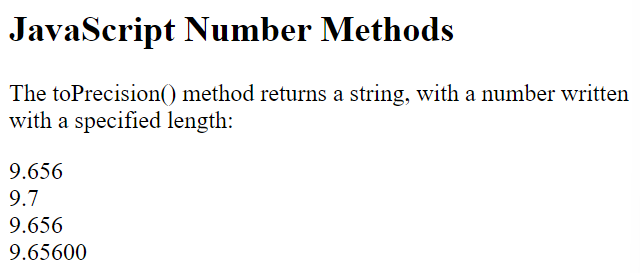 JavaScript Number Methods
The toPrecision() method returns a string, with a number written
with a specified length:
9.656
9.7
9.656
9.65600